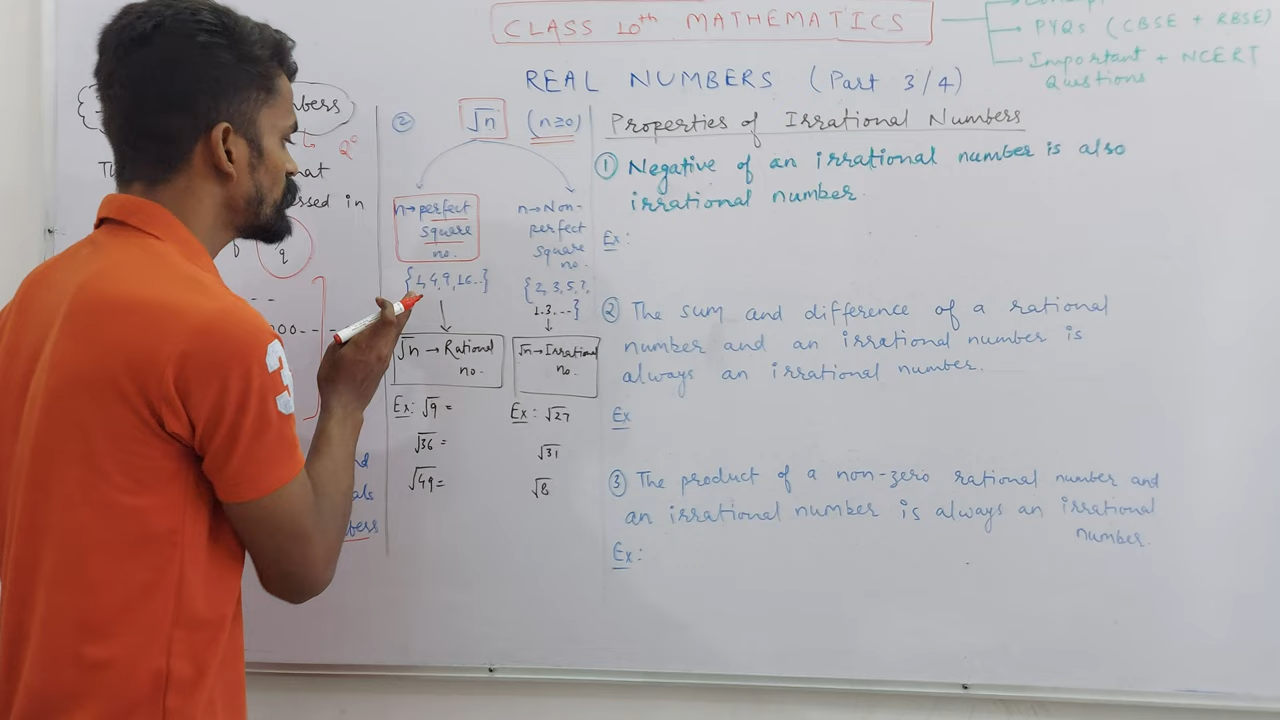 CLASS 10th MATHEMATICS
PYQs (CBSE + RBSE)
Important + NCERT
Qustions
REAL NUMBERS (Part 3/4)
ssed in
q
② √n (n≥0)
n→perfect
square
no.
{1,4,9,16..}
√n → Rational
no.
Ex: √9 =
√36 =
√49=
n→Non-
perfect
square
no.
{2,3,5,7,
13...}
√n→Irrational
no.
Ex: √27
√31
√8
Properties of Irrational Numbers
① Negative of an irrational number is also
irrational number.
Ex:
② The sum and difference of a rational
number and an irrational number is
always an irrational number.
Ex
③ The product of a non-zero rational number and
an irrational number is always an irrational
number.
Ex:
3